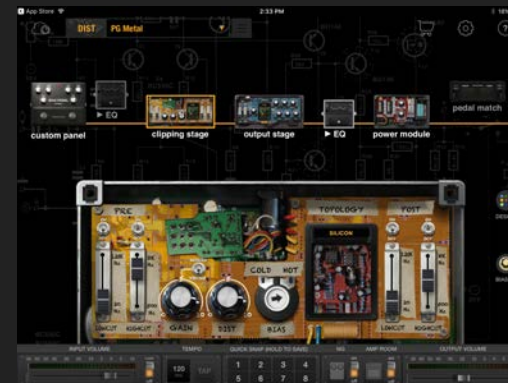 App Store
2:33 PM
DIST PG Metal
custom panel
► EQ
clipping stage
output stage
► EQ
power module
pedal match
PRE
TOPOLOGY
POST
SILICON
COLD HOT
LOWCUT
HIGHCUT
GAIN
DIST
BIAS
LOWCUT
HIGHCUT
INPUT VOLUME
TEMPO
QUICK SNAP (HOLD TO SAVE)
NG
AMP ROOM
OUTPUT VOLUME
120
TAP
1 2 3 4
5 6 7 8